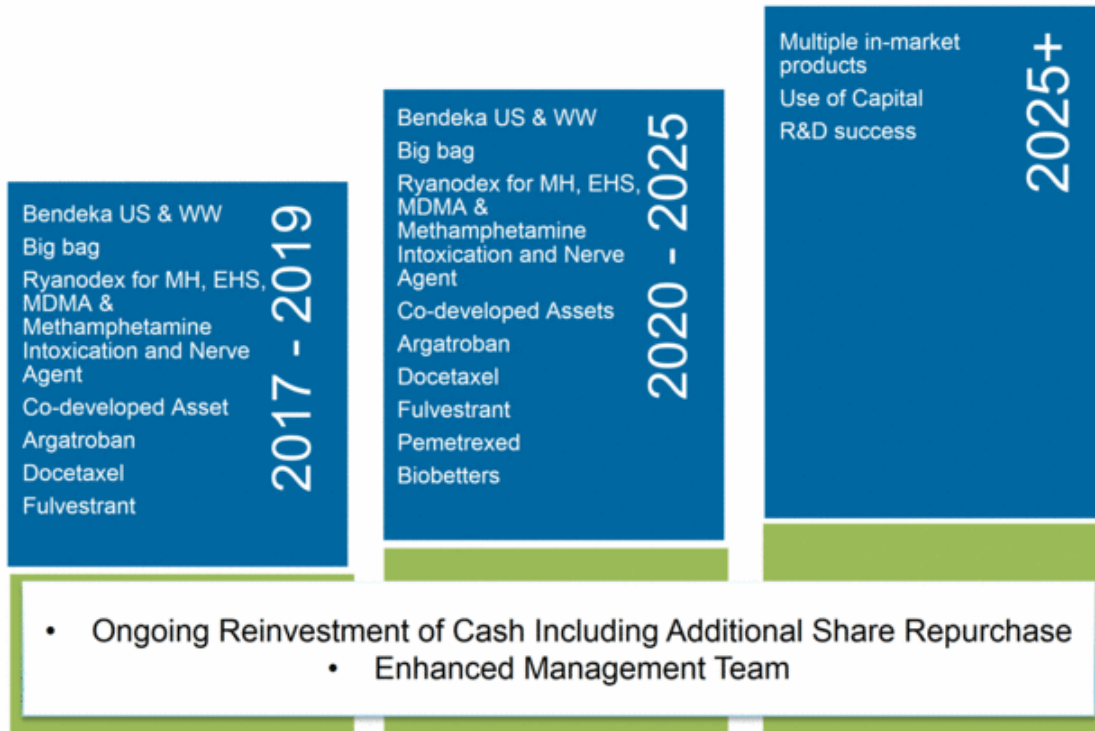 Bendeka US & WW
Big bag
Ryanodex for MH, EHS,
MDMA &
Methamphetamine
Intoxication and Nerve
Agent
Co-developed Asset
Argatroban
Docetaxel
Fulvestrant
2017 - 2019
Bendeka US & WW
Big bag
Ryanodex for MH, EHS,
MDMA &
Methamphetamine
Intoxication and Nerve
Agent
Co-developed Assets
Argatroban
Docetaxel
Fulvestrant
Pemetrexed
Biobetters
2020 - 2025
Multiple in-market
products
Use of Capital
R&D success
2025+
• Ongoing Reinvestment of Cash Including Additional Share Repurchase
• Enhanced Management Team